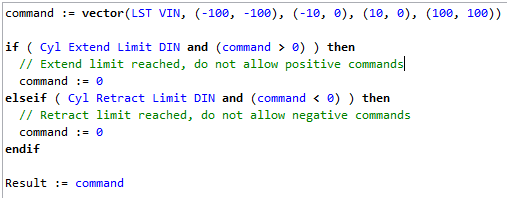 command := vector(LST VIN, (-100, -100), (-10, 0), (10, 0), (100, 100))
if ( Cyl Extend Limit DIN and (command > 0) ) then
// Extend limit reached, do not allow positive commands
command := 0
elseif ( Cyl Retract Limit DIN and (command < 0) ) then
// Retract limit reached, do not allow negative commands
command := 0
endif
Result := command